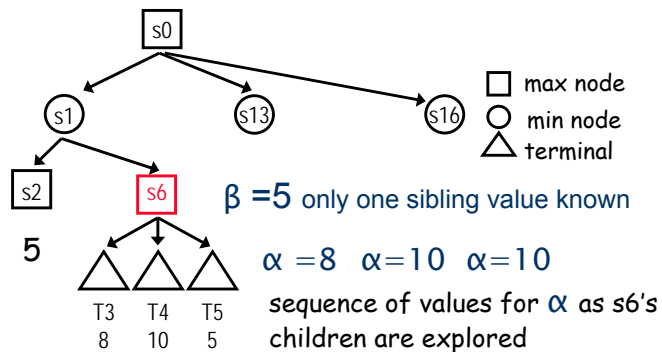 s0
s1 s13 s16
max node
min node
terminal
s2 s6
β =5 only one sibling value known
5
α =8 α=10 α=10
T3 T4 T5
8 10 5
sequence of values for α as s6's
children are explored